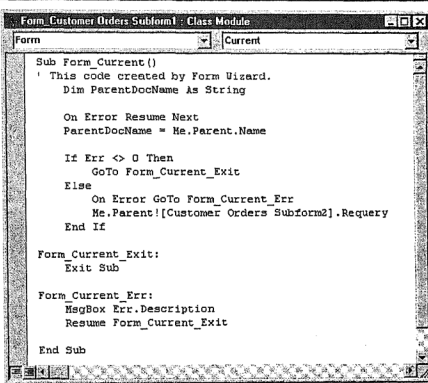 Form_Customer Orders Subform1 : Class Module
Form
Current
Sub Form_Current()
' This code created by Form Wizard.
Dim ParentDocName As String
On Error Resume Next
ParentDocName = Me.Parent.Name
If Err <> 0 Then
GoTo Form_Current_Exit
Else
On Error GoTo Form_Current_Err
Me.Parent![Customer Orders Subform2].Requery
End If
Form_Current_Exit:
Exit Sub
Form_Current_Err:
MsgBox Err.Description
Resume Form_Current_Exit
End Sub